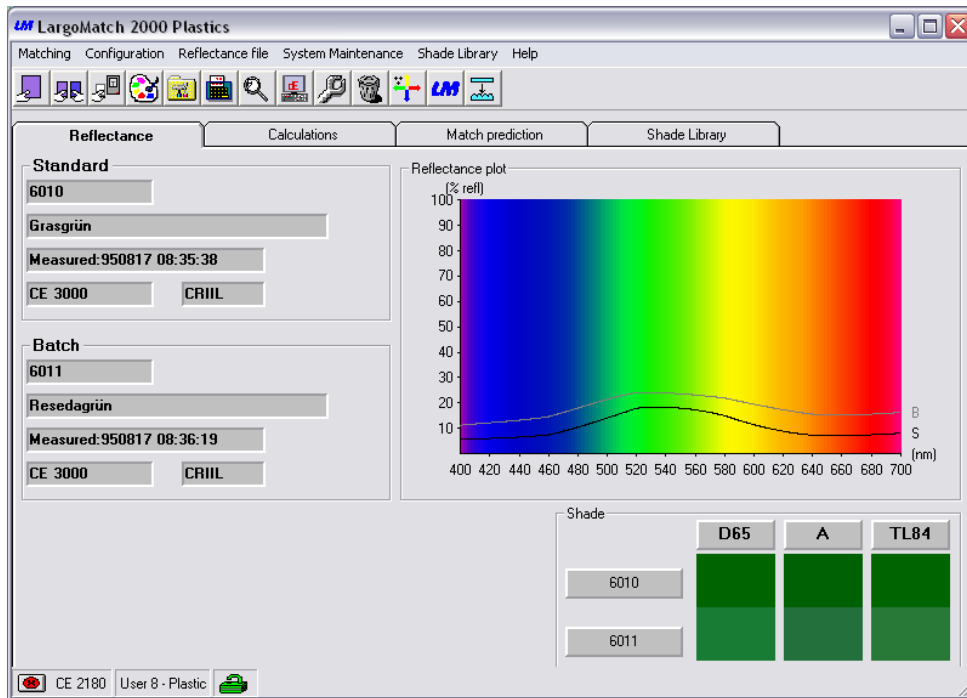 LM LargoMatch 2000 Plastics
Matching Configuration Reflectance file System Maintenance Shade Library Help
dE
LM
Reflectance Calculations Match prediction Shade Library
Standard
6010
Grasgrün
Measured:950817 08:35:38
CE 3000 CRIIL
Batch
6011
Resedagrün
Measured:950817 08:36:19
CE 3000 CRIIL
Reflectance plot
(% refl)
100
90
80
70
60
50
40
30
20
10
B
S
400 420 440 460 480 500 520 540 560 580 600 620 640 660 680 700 (nm)
Shade
D65 A TL84
6010
6011
CE 2180 User 8 - Plastic